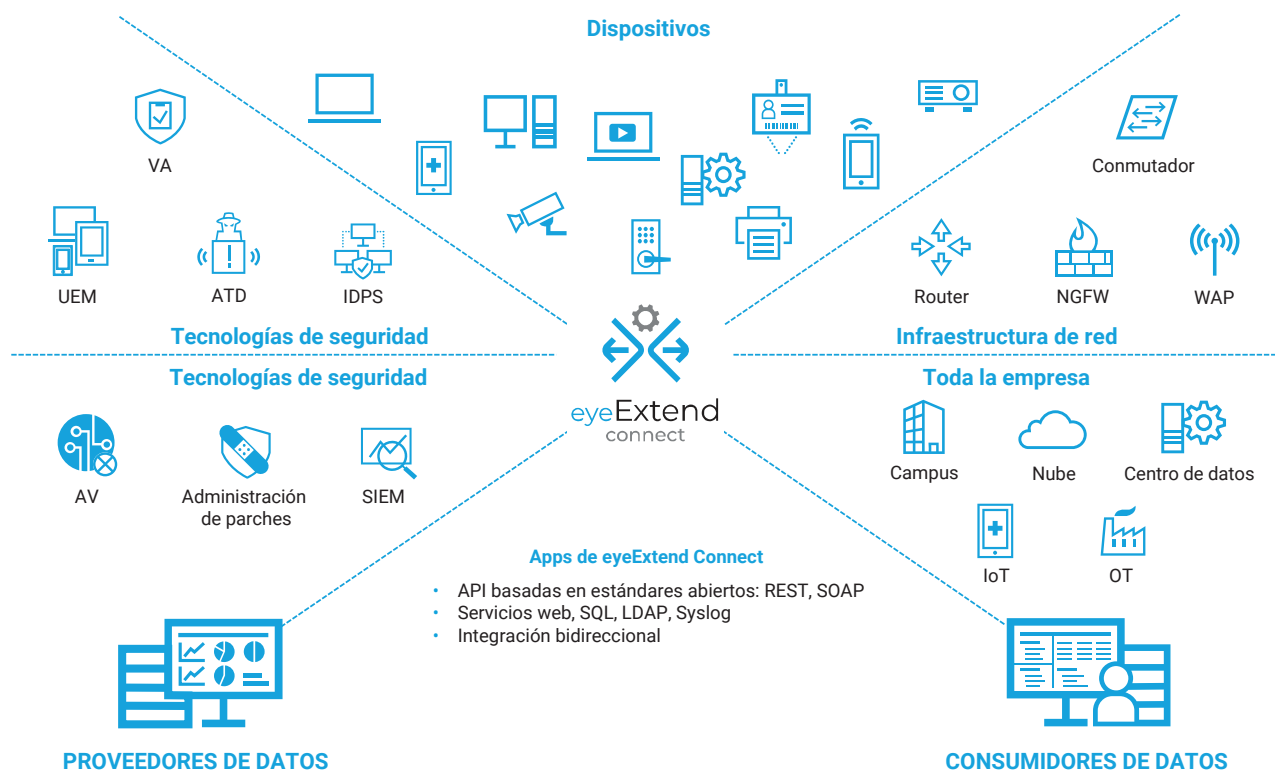 Dispositivos
VA
UEM
ATD
IDPS
Tecnologías de seguridad
Conmutador
Router
NGFW
WAP
Infraestructura de red
eyeExtend
connect
Tecnologías de seguridad
AV
Administración
de parches
SIEM
Toda la empresa
Campus
Nube
Centro de datos
IoT
OT
Apps de eyeExtend Connect
• API basadas en estándares abiertos: REST, SOAP
• Servicios web, SQL, LDAP, Syslog
• Integración bidireccional
PROVEEDORES DE DATOS
CONSUMIDORES DE DATOS